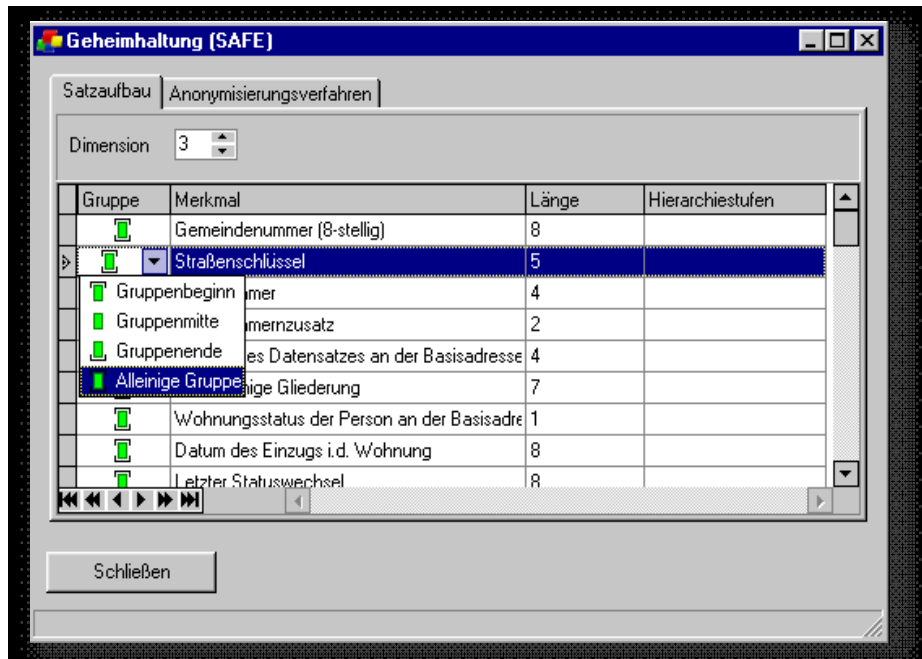 Geheimhaltung (SAFE)
Satzaufbau Anonymisierungsverfahren
Dimension 3
Gruppe Merkmal Länge Hierarchiestufen
Gemeindenummer (8-stellig) 8
Straßenschlüssel 5
Gruppenbeginn mer 4
Gruppenmitte mernzusatz 2
Gruppenende es Datensatzes an der Basisadresse 4
Alleinige Gruppe ige Gliederung 7
Wohnungsstatus der Person an der Basisadre 1
Datum des Einzugs i.d. Wohnung 8
Letzter Statuswechsel 8
Schließen